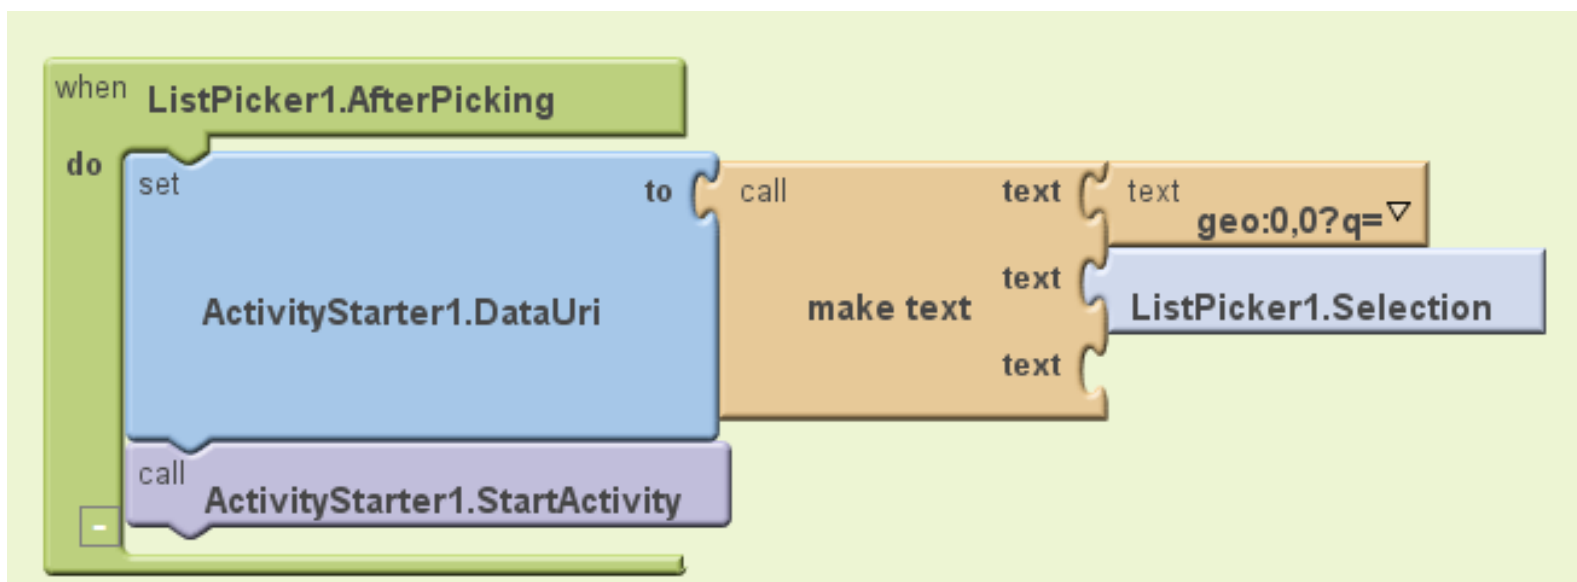 when ListPicker1.AfterPicking
do
set to call text text
geo:0,0?q=
text
ActivityStarter1.DataUri make text ListPicker1.Selection
text
call
ActivityStarter1.StartActivity
-